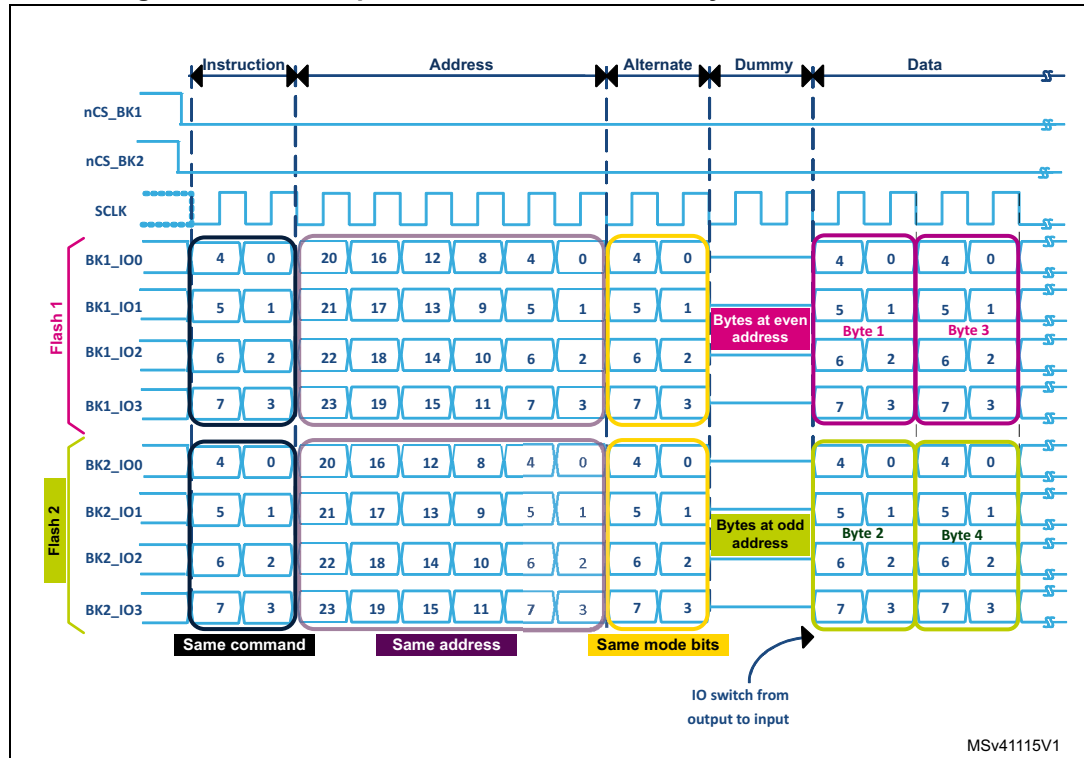 Instruction Address Alternate Dummy Data
nCS_BK1
nCS_BK2
SCLK
Flash 1
BK1_IO0 4 0 20 16 12 8 4 0 4 0 4 0 4 0
BK1_IO1 5 1 21 17 13 9 5 1 5 1 5 1 5 1
Bytes at even
address
Byte 1 Byte 3
BK1_IO2 6 2 22 18 14 10 6 2 6 2 6 2 6 2
BK1_IO3 7 3 23 19 15 11 7 3 7 3 7 3 7 3
Flash 2
BK2_IO0 4 0 20 16 12 8 4 0 4 0 4 0 4 0
BK2_IO1 5 1 21 17 13 9 5 1 5 1 5 1 5 1
Bytes at odd
address
Byte 2 Byte 4
BK2_IO2 6 2 22 18 14 10 6 2 6 2 6 2 6 2
BK2_IO3 7 3 23 19 15 11 7 3 7 3 7 3 7 3
Same command Same address Same mode bits
IO switch from
output to input
MSv41115V1